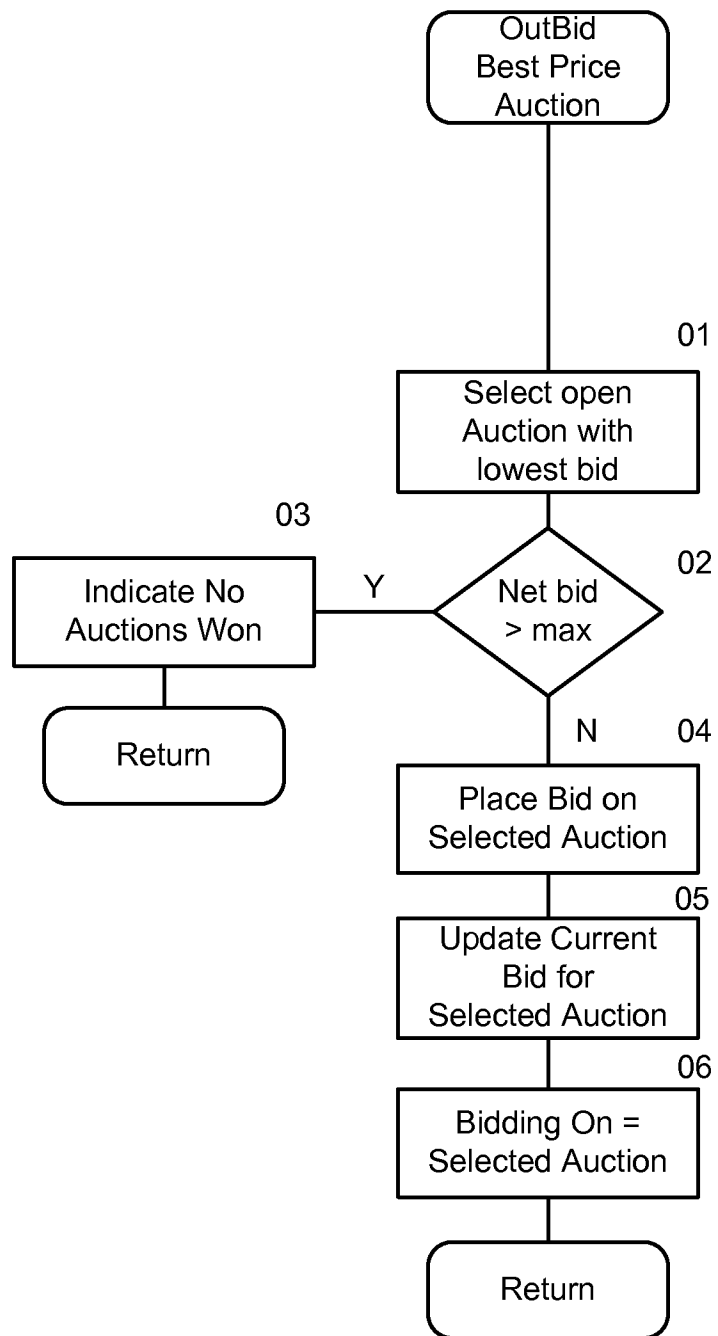 OutBid
Best Price
Auction
01
Select open
Auction with
lowest bid
02
Net bid
> max
Y
03
Indicate No
Auctions Won
Return
N
04
Place Bid on
Selected Auction
05
Update Current
Bid for
Selected Auction
06
Bidding On =
Selected Auction
Return